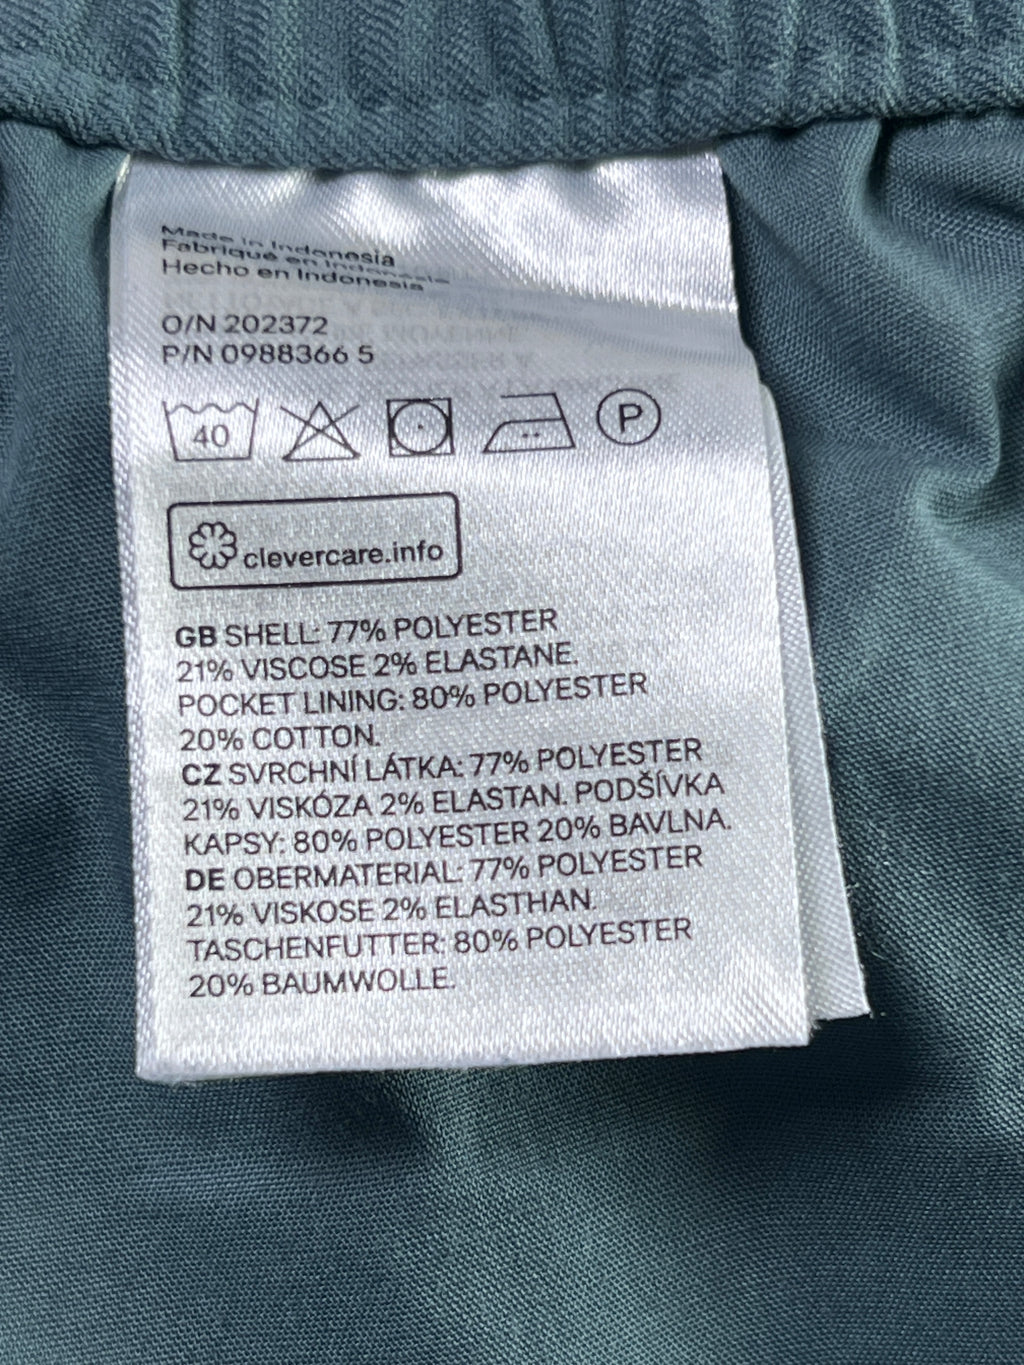 Made in Indonesia
Fabriqué en Indonésie
Hecho en Indonesia
O/N 202372
P/N 0988366 5
40
P
clevercare.info
GB SHELL: 77% POLYESTER
21% VISCOSE 2% ELASTANE.
POCKET LINING: 80% POLYESTER
20% COTTON.
CZ SVRCHNÍ LÁTKA: 77% POLYESTER
21% VISKÓZA 2% ELASTAN. PODŠÍVKA
KAPSY: 80% POLYESTER 20% BAVLNA.
DE OBERMATERIAL: 77% POLYESTER
21% VISKOSE 2% ELASTHAN.
TASCHENFUTTER: 80% POLYESTER
20% BAUMWOLLE.